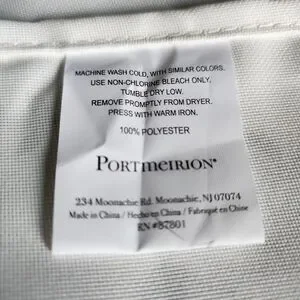 MACHINE WASH COLD, WITH SIMILAR COLORS.
USE NON-CHLORINE BLEACH ONLY.
TUMBLE DRY LOW.
REMOVE PROMPTLY FROM DRYER.
PRESS WITH WARM IRON.
100% POLYESTER
PORTMEIRION®
234 Moonachie Rd. Moonachie, NJ 07074
Made in China / Hecho en China / Fabriqué en Chine
RN #57801